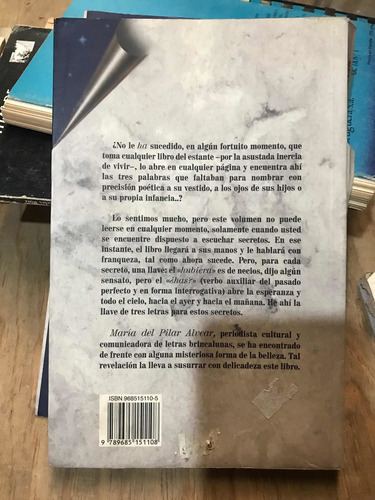 ¿No le ha sucedido, en algún fortuito momento, que
toma cualquier libro del estante –por la asustada inercia
de vivir–, lo abre en cualquier página y encuentra ahí
las tres palabras que faltaban para nombrar con
precisión poética a su vestido, a los ojos de sus hijos o
a su propia infancia..?
Lo sentimos mucho, pero este volumen no puede
leerse en cualquier momento, solamente cuando usted
se encuentre dispuesto a escuchar secretos. En ese
instante, el libro llegará a sus manos y le hablará con
franqueza, tal como ahora sucede. Pero, para cada
secreto, una llave: el «hubiera» es de necios, dijo algún
sensato, pero el «¿has?» (verbo auxiliar del pasado
perfecto y en forma interrogativa) abre la esperanza y
todo el cielo, hacia el ayer y hacia el mañana. He ahí la
llave de tres letras para estos secretos.
María del Pilar Alvear, periodista cultural y
comunicadora de letras brincalunas, se ha encontrado
de frente con alguna misteriosa forma de la belleza. Tal
revelación la lleva a susurrar con delicadeza este libro.
ISBN 968515110-5
9 789685 151108